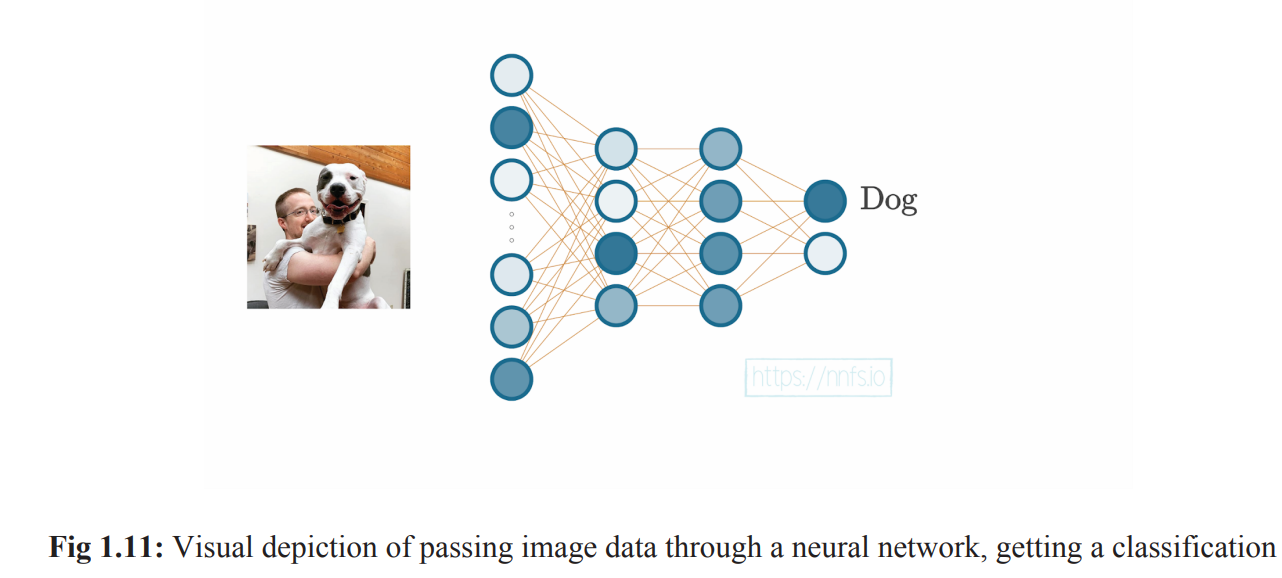 Dog
https://nnfs.io
Fig 1.11: Visual depiction of passing image data through a neural network, getting a classification